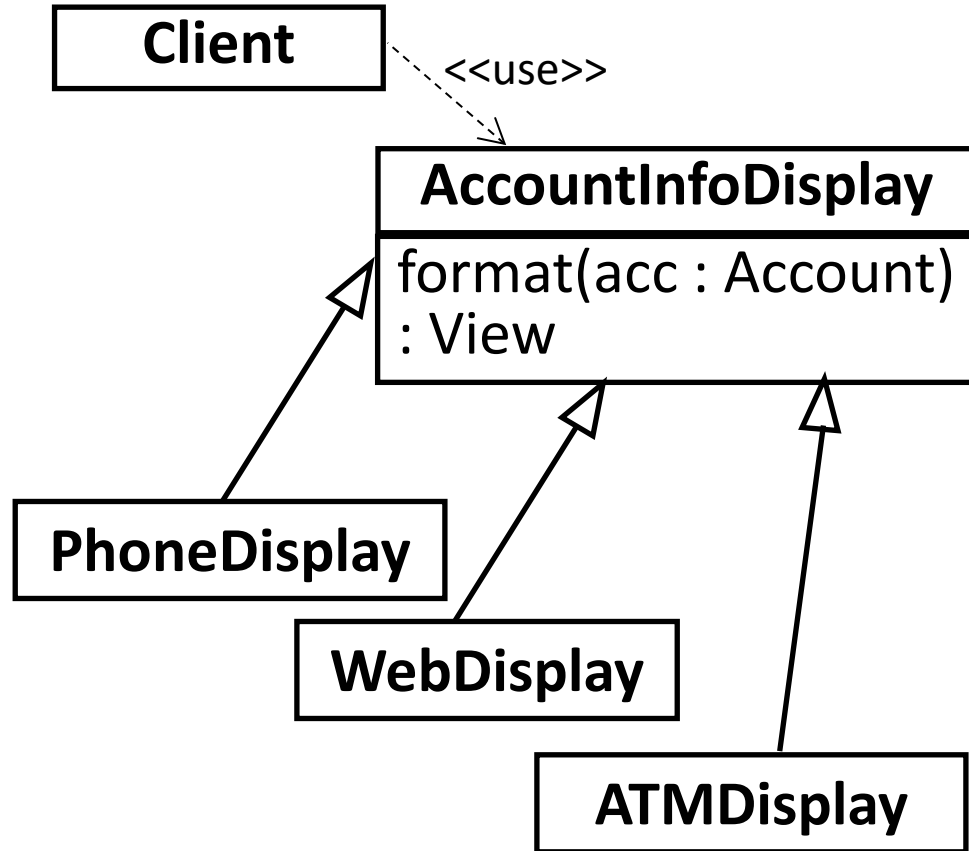 Client
<<use>>
AccountInfoDisplay
format(acc : Account)
: View
PhoneDisplay
WebDisplay
ATMDisplay